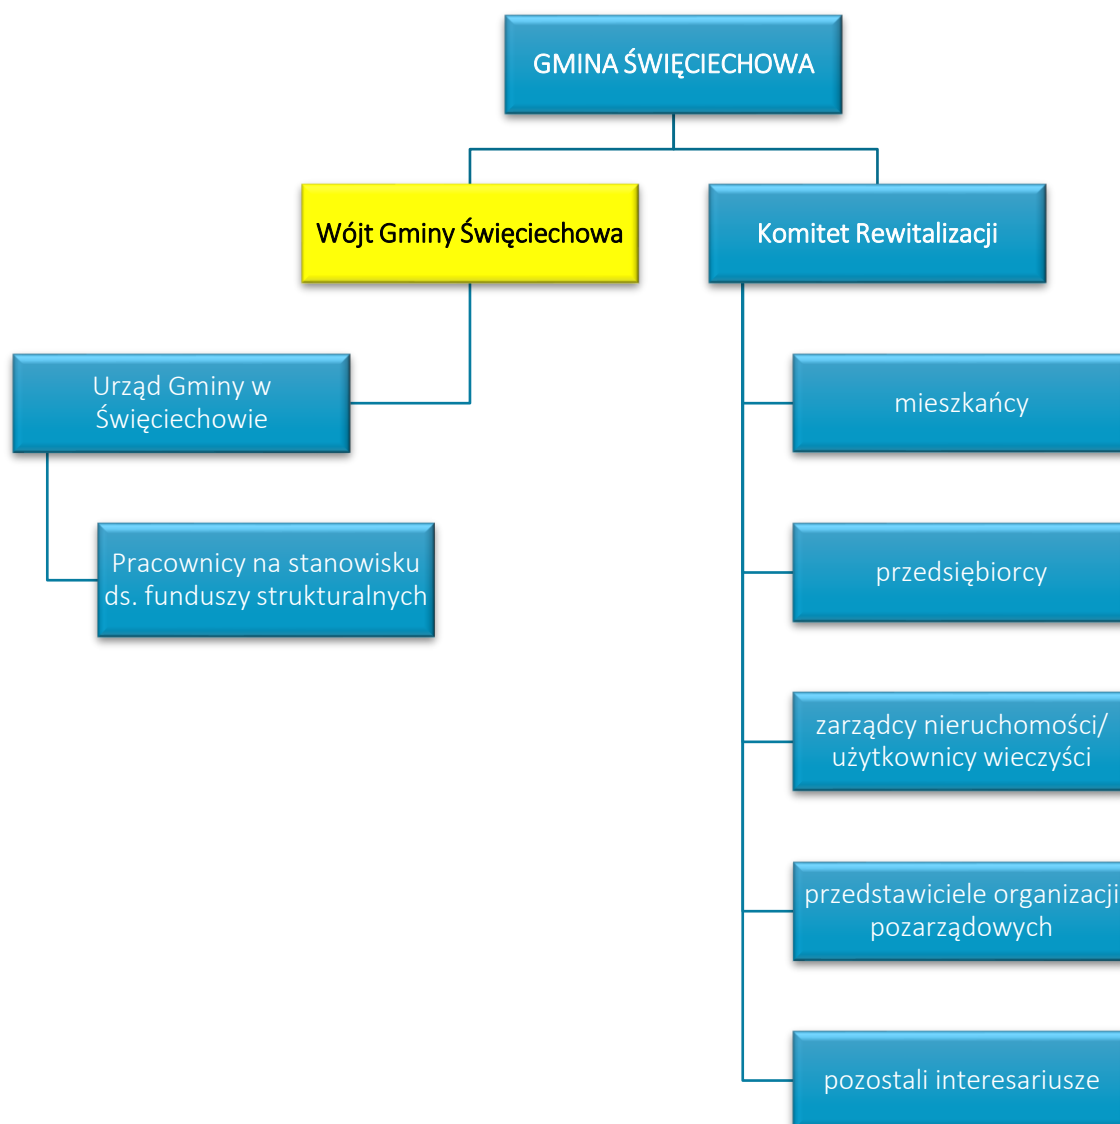 GMINA ŚWIĘCIECHOWA
Wójt Gminy Święciechowa
Komitet Rewitalizacji
Urząd Gminy w
Święciechowie
Pracownicy na stanowisku
ds. funduszy strukturalnych
mieszkańcy
przedsiębiorcy
zarządcy nieruchomości/
użytkownicy wieczyści
przedstawiciele organizacji
pozarządowych
pozostali interesariusze